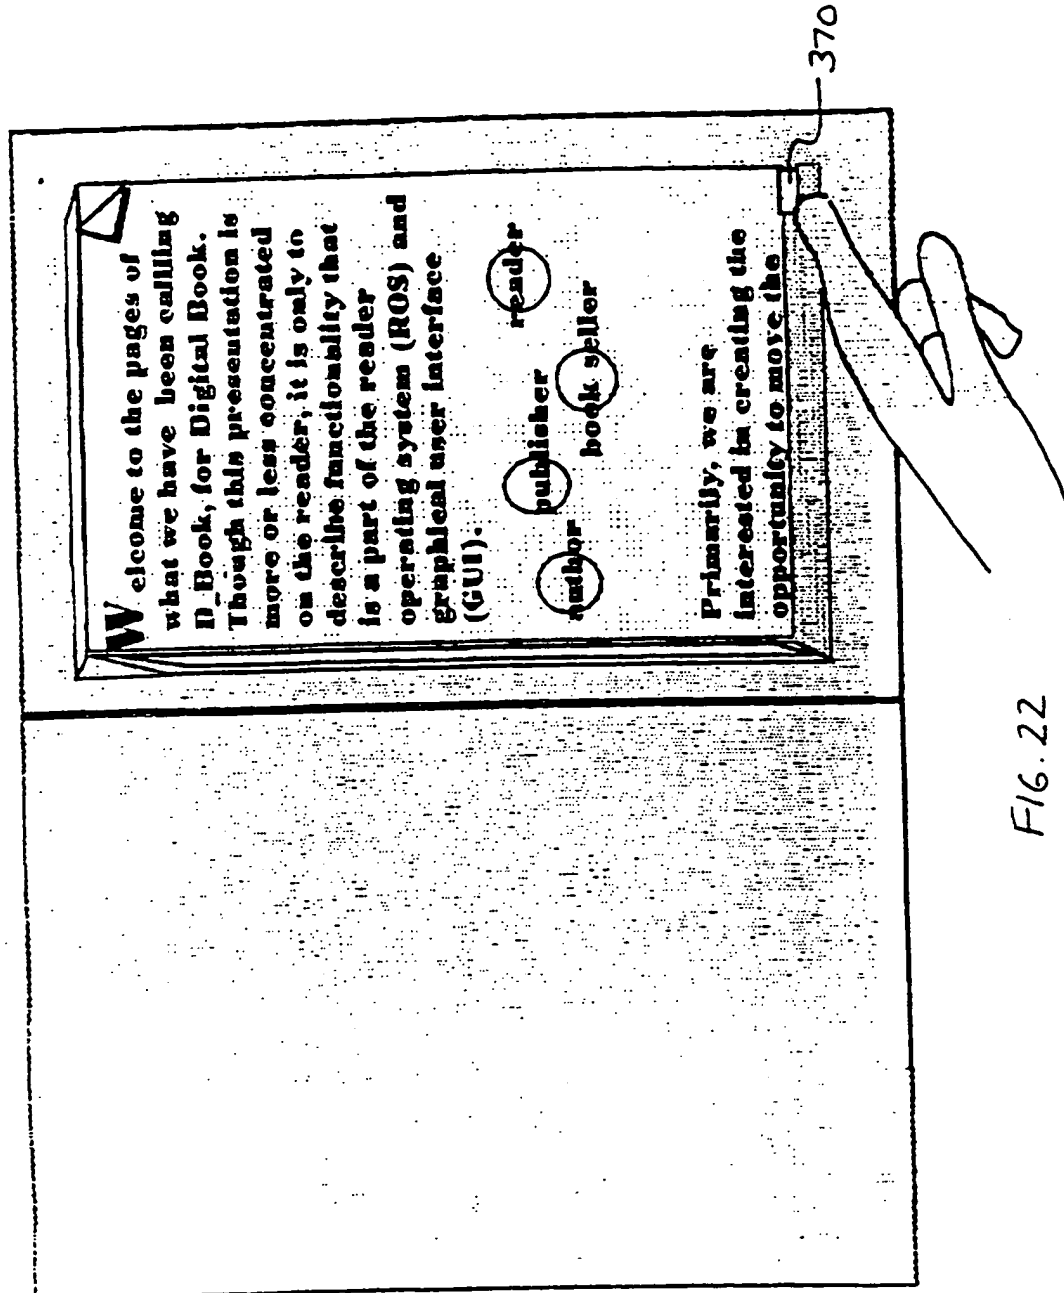 Welcome to the pages of
what we have been callling
D_Book, for Digital Book.
Though this presentation is
more or less concentrated
on the reader, it is only to
describe functionality that
is a part of the reader
operating system (ROS) and
graphical user interface
(GUI).
author
publisher
book seller
reader
Primarily, we are
interested in creating the
opportunity to move the
370
FIG. 22